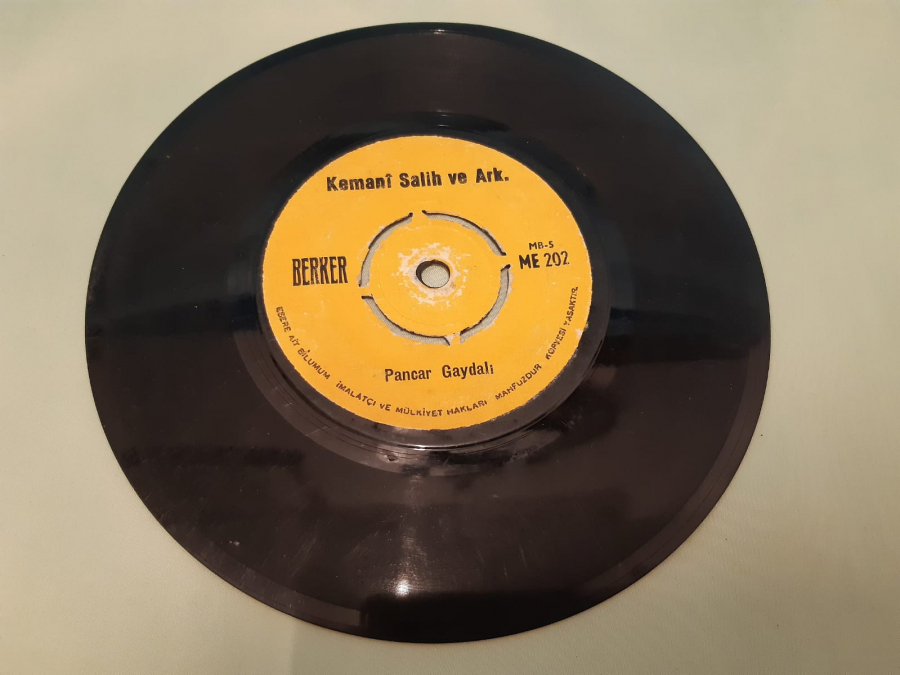 Kemanî Salih ve Ark.
BERKER
MB-5
ME 202
Pancar Gaydalı
ESERE AİT BİLUMUM İMALATÇI VE MÜLKİYET HAKLARI MAHFUZDUR KOPYESİ YASAKTIR